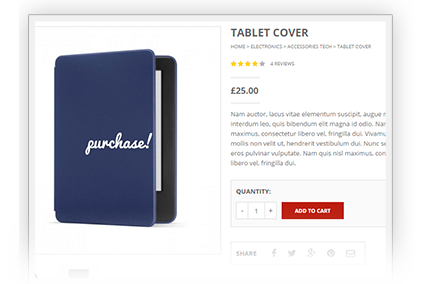 TABLET COVER
HOME > ELECTRONICS > ACCESSORIES TECH > TABLET COVER
4 REVIEWS
£25.00
Nam auctor, lacus vitae elementum suscipit, augue
interdum leo, quis bibendum elit magna id odio. Nam
maximus, consectetur libero vel, fringilla dui. Vivamu
mollis non velit ut, hendrerit vestibulum dui. Nunc se
eros pulvinar vulputate. Nam quis nisl maximus, con
libero vel, fringilla dui.
purchase!
QUANTITY:
- 1 +
ADD TO CART
SHARE